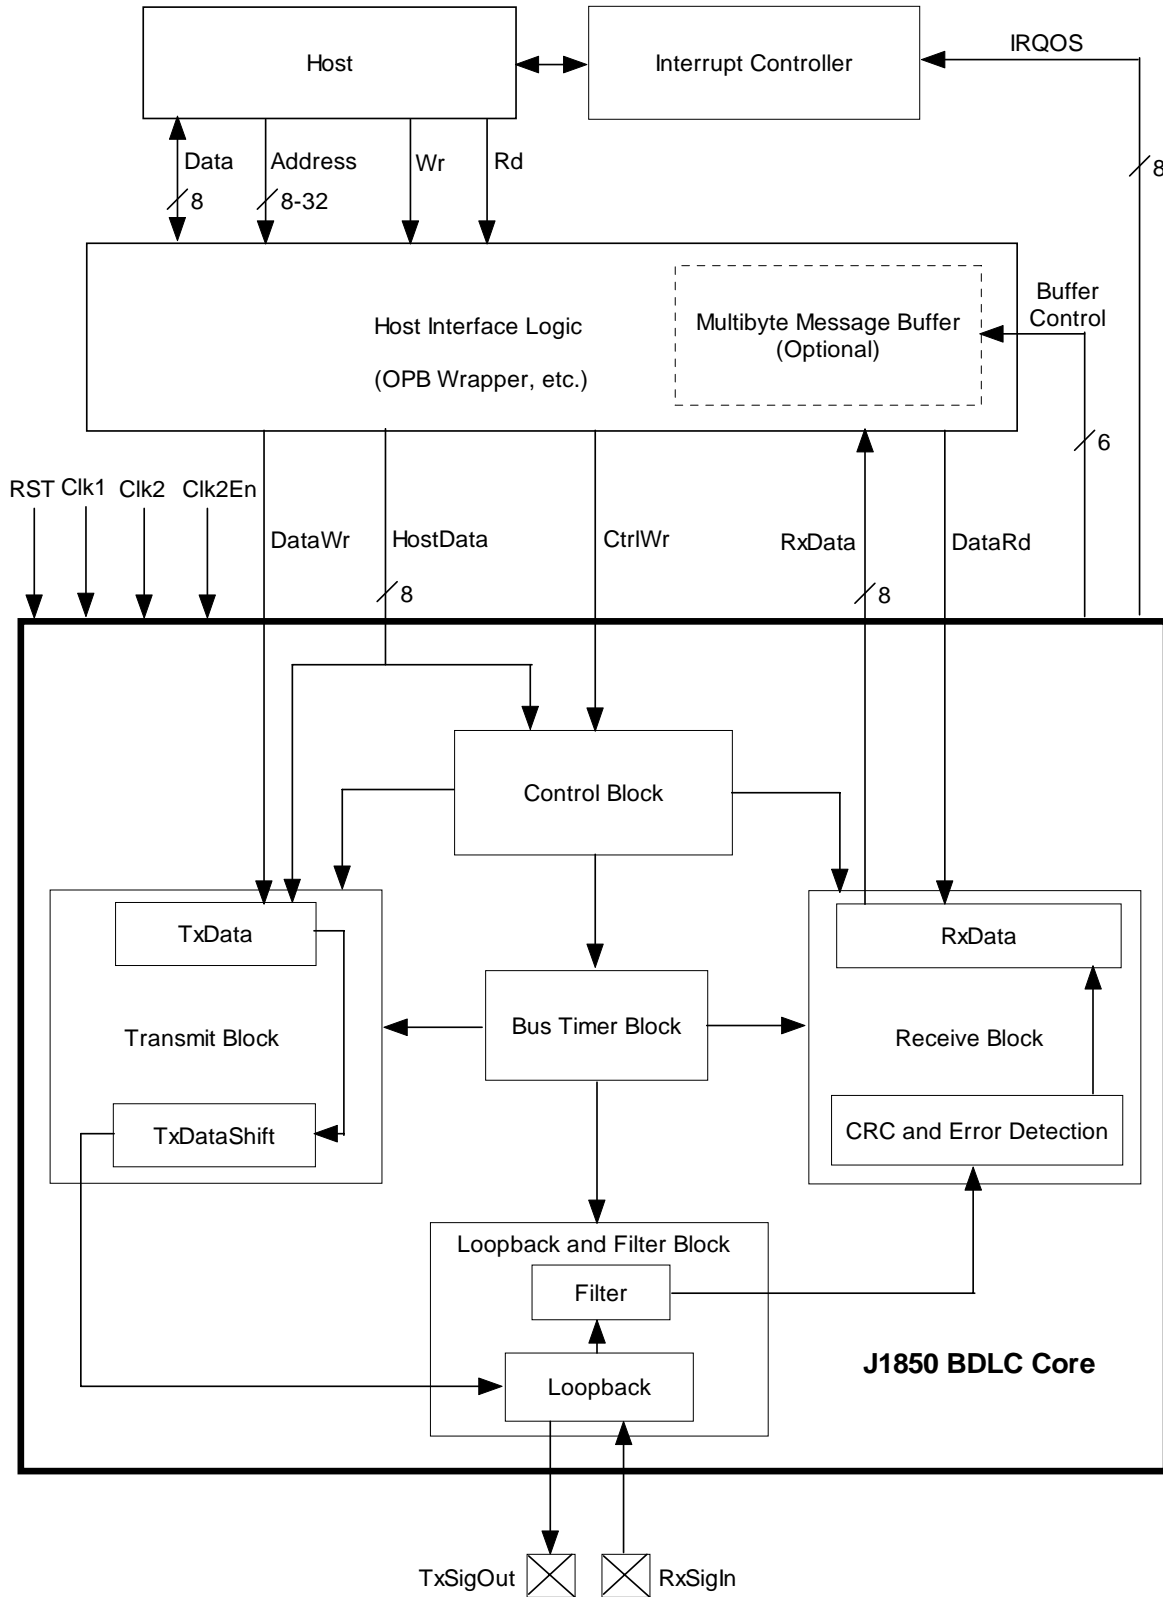 Host
Interrupt Controller
IRQOS
Data
Address
Wr
Rd
8
8
8-32
Buffer
Control
Host Interface Logic
(OPB Wrapper, etc.)
Multibyte Message Buffer
(Optional)
6
RST
Clk1
Clk2
Clk2En
DataWr
HostData
CtrlWr
RxData
DataRd
8
8
Control Block
TxData
RxData
Transmit Block
Bus Timer Block
Receive Block
TxDataShift
CRC and Error Detection
Loopback and Filter Block
Filter
Loopback
J1850 BDLC Core
TxSigOut
RxSigIn